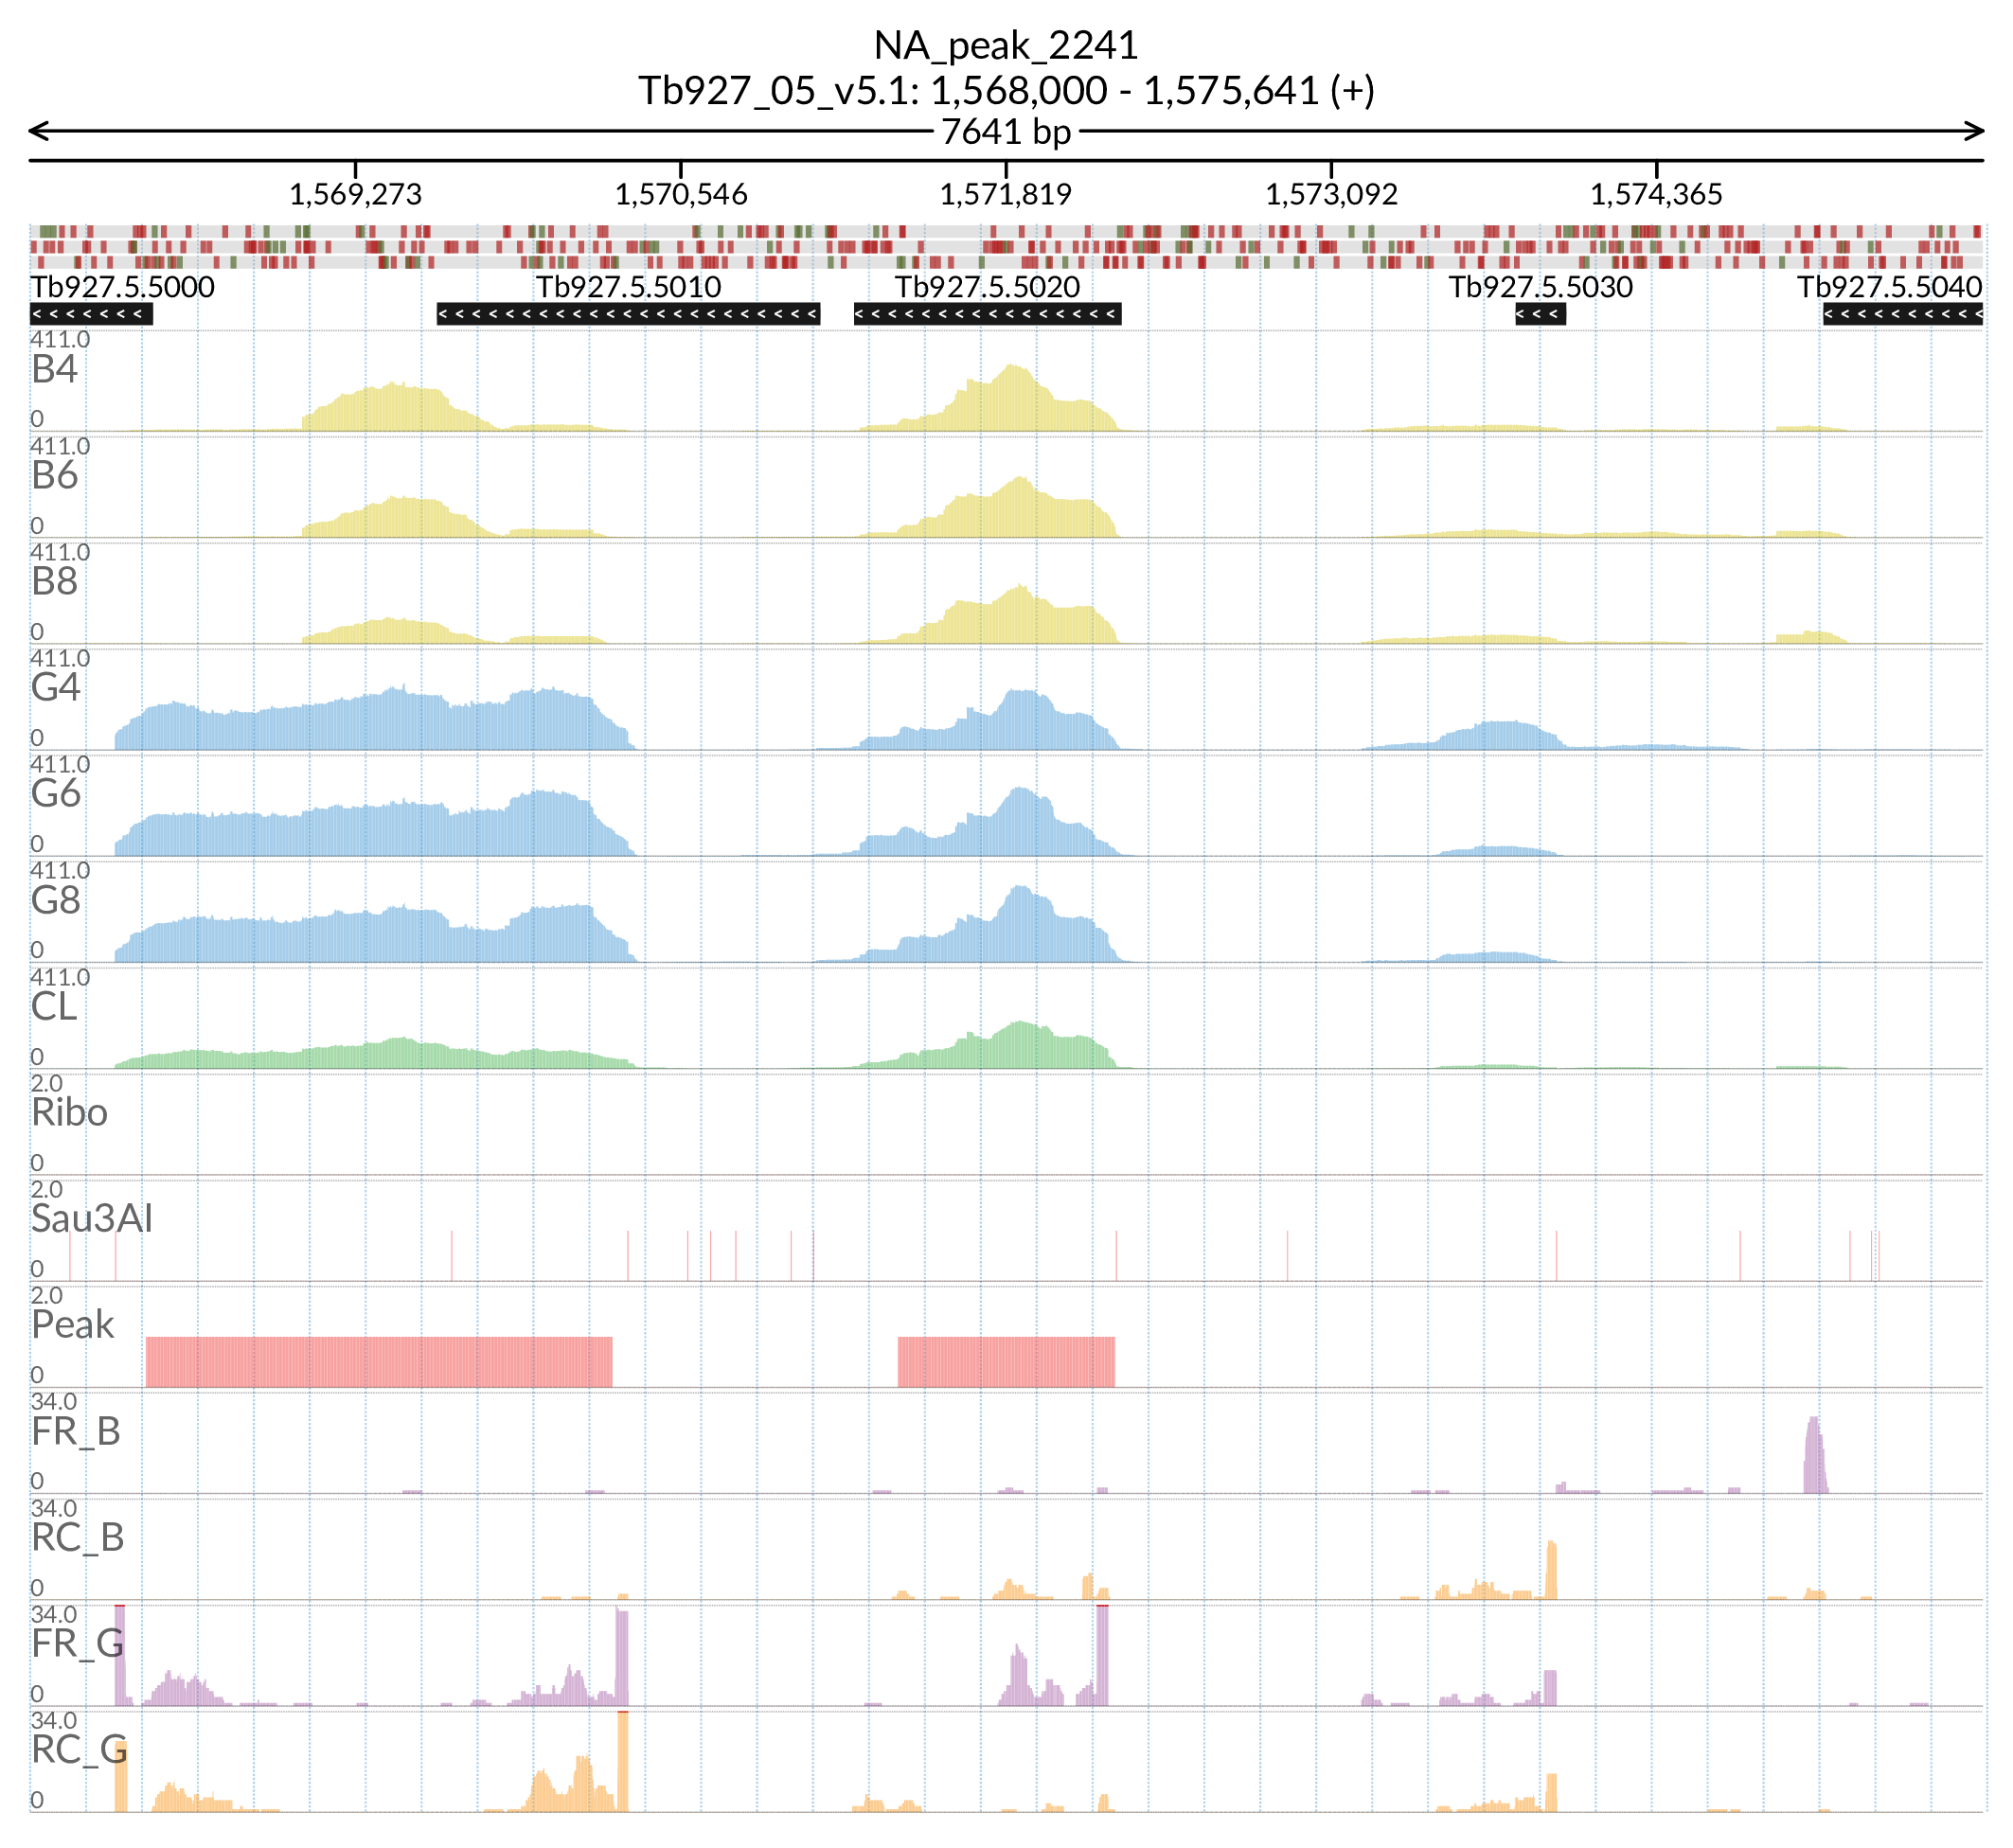 NA_peak_2241
Tb927_05_v5.1: 1,568,000 - 1,575,641 (+)
7641 bp
1,569,273 1,570,546 1,571,819 1,573,092 1,574,365
Tb927.5.5000 Tb927.5.5010 Tb927.5.5020 Tb927.5.5030 Tb927.5.5040
411.0
B4
0
411.0
B6
0
411.0
B8
0
411.0
G4
0
411.0
G6
0
411.0
G8
0
411.0
CL
0
2.0
Ribo
0
2.0
Sau3AI
0
2.0
Peak
0
34.0
FR_B
0
34.0
RC_B
0
34.0
FR_G
0
34.0
RC_G
0